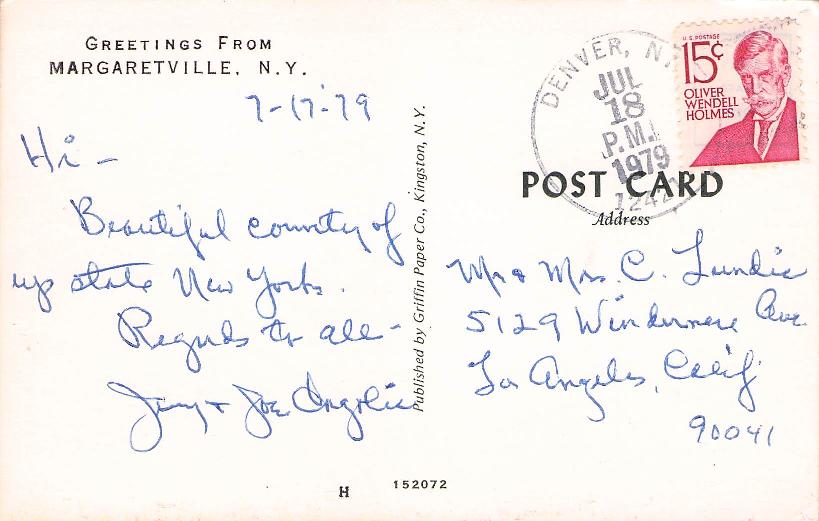 GREETINGS FROM
MARGARETVILLE, N.Y.
7-17-79
Hi -
Beautiful country of
up state New York.
Regards to all -
& Joe
Published by Griffin Paper Co., Kingston, N.Y.
H 152072
DENVER, N.Y.
JUL
18
P.M.
1979
U.S. POSTAGE
15¢
OLIVER
WENDELL
HOLMES
POST CARD
Address
Mr & Mrs. C. Lundie
5129 Windermere Ave.
Los Angeles, Calif
90041